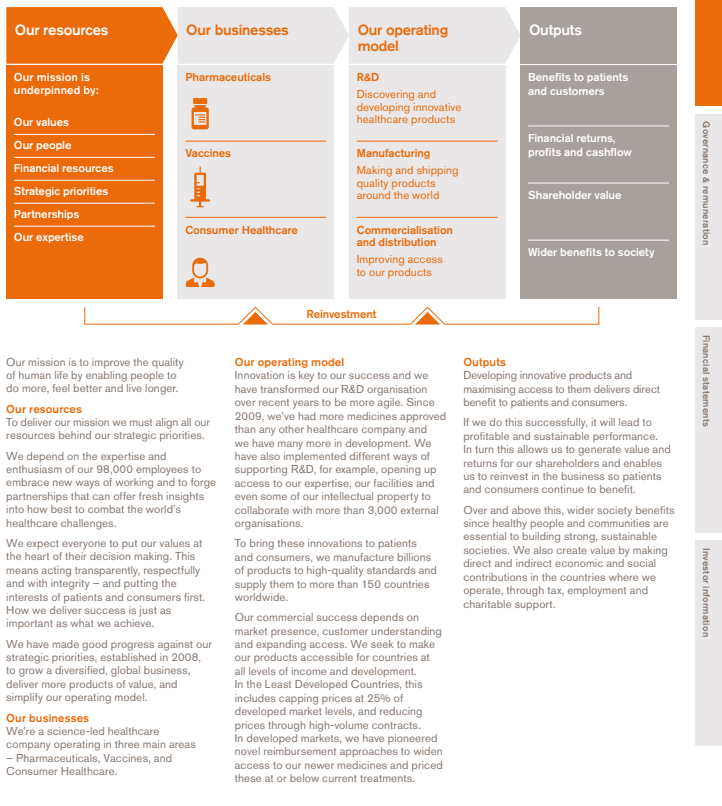 Our resources
Our mission is
underpinned by:
Our values
Our people
Financial resources
Strategic priorities
Partnerships
Our expertise
Our businesses
Pharmaceuticals
Vaccines
Consumer Healthcare
Our operating
model
R&D
Discovering and
developing innovative
healthcare products
Manufacturing
Making and shipping
quality products
around the world
Commercialisation
and distribution
Improving access
to our products
Outputs
Benefits to patients
and customers
Financial returns,
profits and cashflow
Shareholder value
Wider benefits to society
Reinvestment
Our mission is to improve the quality
of human life by enabling people to
do more, feel better and live longer.
Our resources
To deliver our mission we must align all our
resources behind our strategic priorities.
We depend on the expertise and
enthusiasm of our 98,000 employees to
embrace new ways of working and to forge
partnerships that can offer fresh insights
into how best to combat the world's
healthcare challenges.
We expect everyone to put our values at
the heart of their decision making. This
means acting transparently, respectfully
and with integrity – and putting the
interests of patients and consumers first.
How we deliver success is just as
important as what we achieve.
We have made good progress against our
strategic priorities, established in 2008,
to grow a diversified, global business,
deliver more products of value, and
simplify our operating model.
Our businesses
We're a science-led healthcare
company operating in three main areas
– Pharmaceuticals, Vaccines, and
Consumer Healthcare.
Our operating model
Innovation is key to our success and we
have transformed our R&D organisation
over recent years to be more agile. Since
2009, we've had more medicines approved
than any other healthcare company and
we have many more in development. We
have also implemented different ways of
supporting R&D, for example, opening up
access to our expertise, our facilities and
even some of our intellectual property to
collaborate with more than 3,000 external
organisations.
To bring these innovations to patients
and consumers, we manufacture billions
of products to high-quality standards and
supply them to more than 150 countries
worldwide.
Our commercial success depends on
market presence, customer understanding
and expanding access. We seek to make
our products accessible for countries at
all levels of income and development.
In the Least Developed Countries, this
includes capping prices at 25% of
developed market levels, and reducing
prices through high-volume contracts.
In developed markets, we have pioneered
novel reimbursement approaches to widen
access to our newer medicines and priced
these at or below current treatments.
Outputs
Developing innovative products and
maximising access to them delivers direct
benefit to patients and consumers.
If we do this successfully, it will lead to
profitable and sustainable performance.
In turn this allows us to generate value and
returns for our shareholders and enables
us to reinvest in the business so patients
and consumers continue to benefit.
Over and above this, wider society benefits
since healthy people and communities are
essential to building strong, sustainable
societies. We also create value by making
direct and indirect economic and social
contributions in the countries where we
operate, through tax, employment and
charitable support.
Governance & remuneration
Financial statements
Investor information